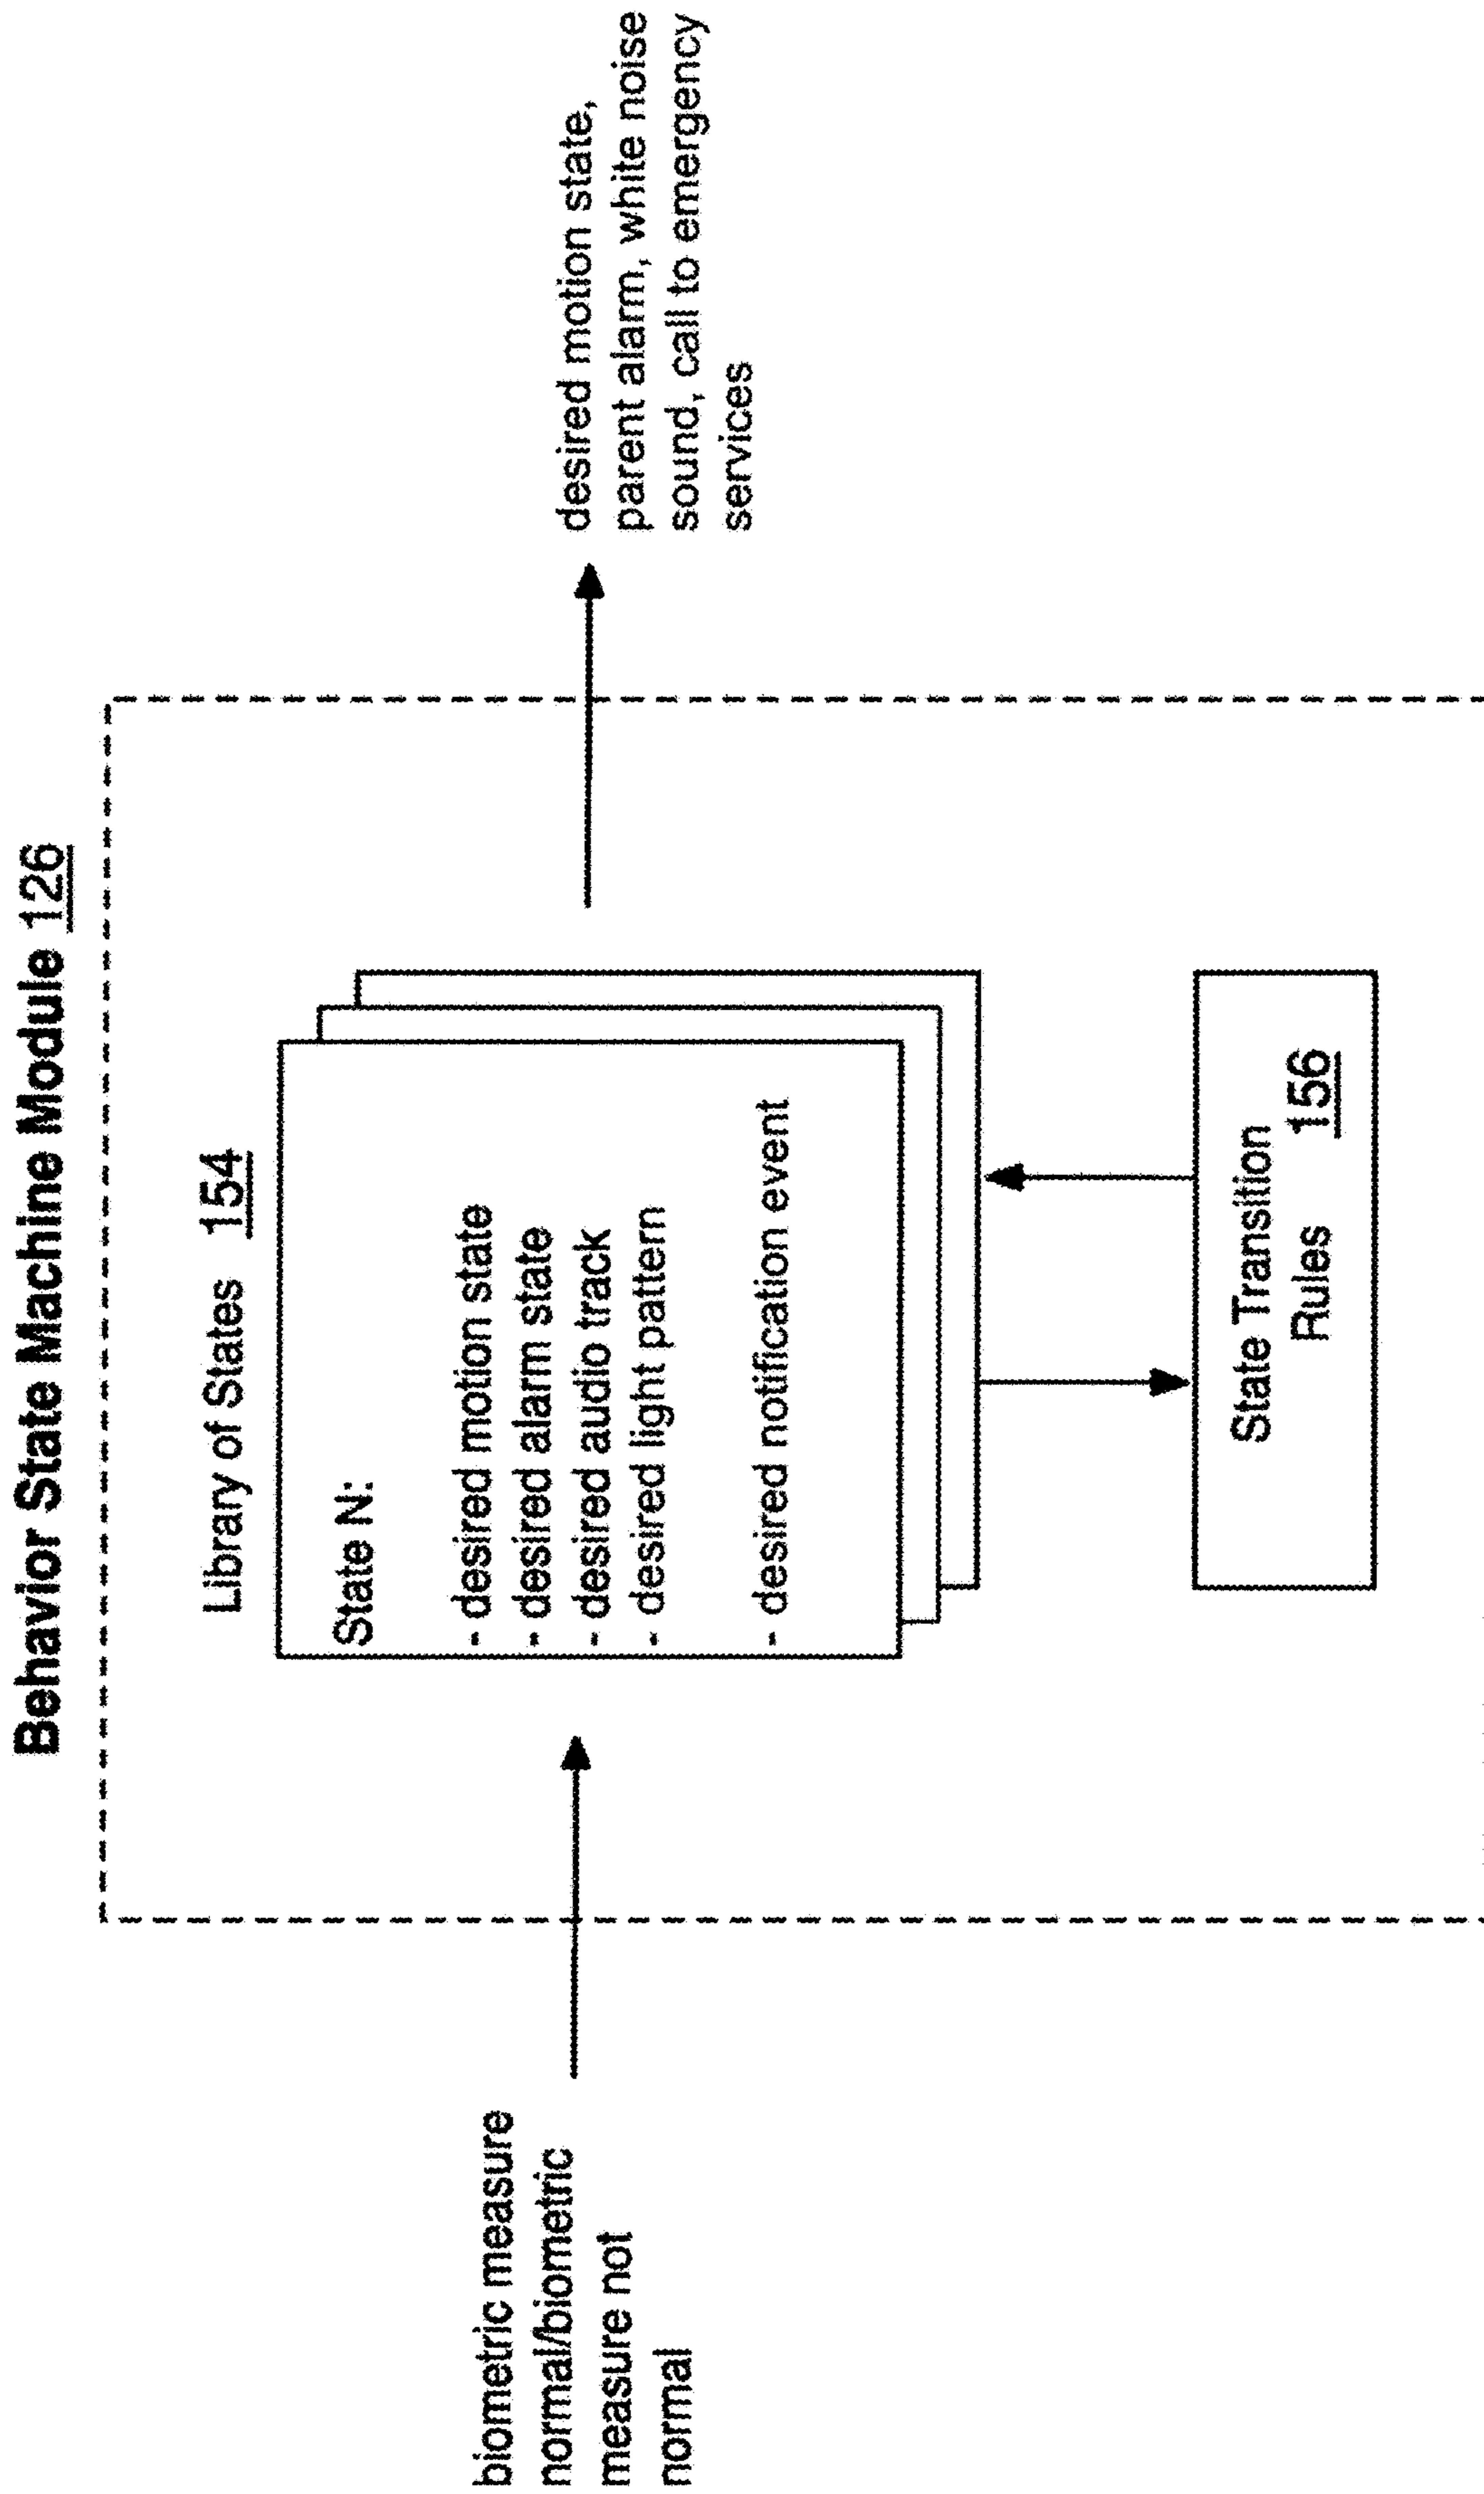 Behavior State Machine Module 126
biometric measure
normal/biometric
measure not
normal
Library of States 154
State N:
- desired motion state
- desired alarm state
- desired audio track
- desired light pattern
- desired notification event
State Transition
Rules 156
desired motion state,
parent alarm, white noise
sound, call to emergency
services